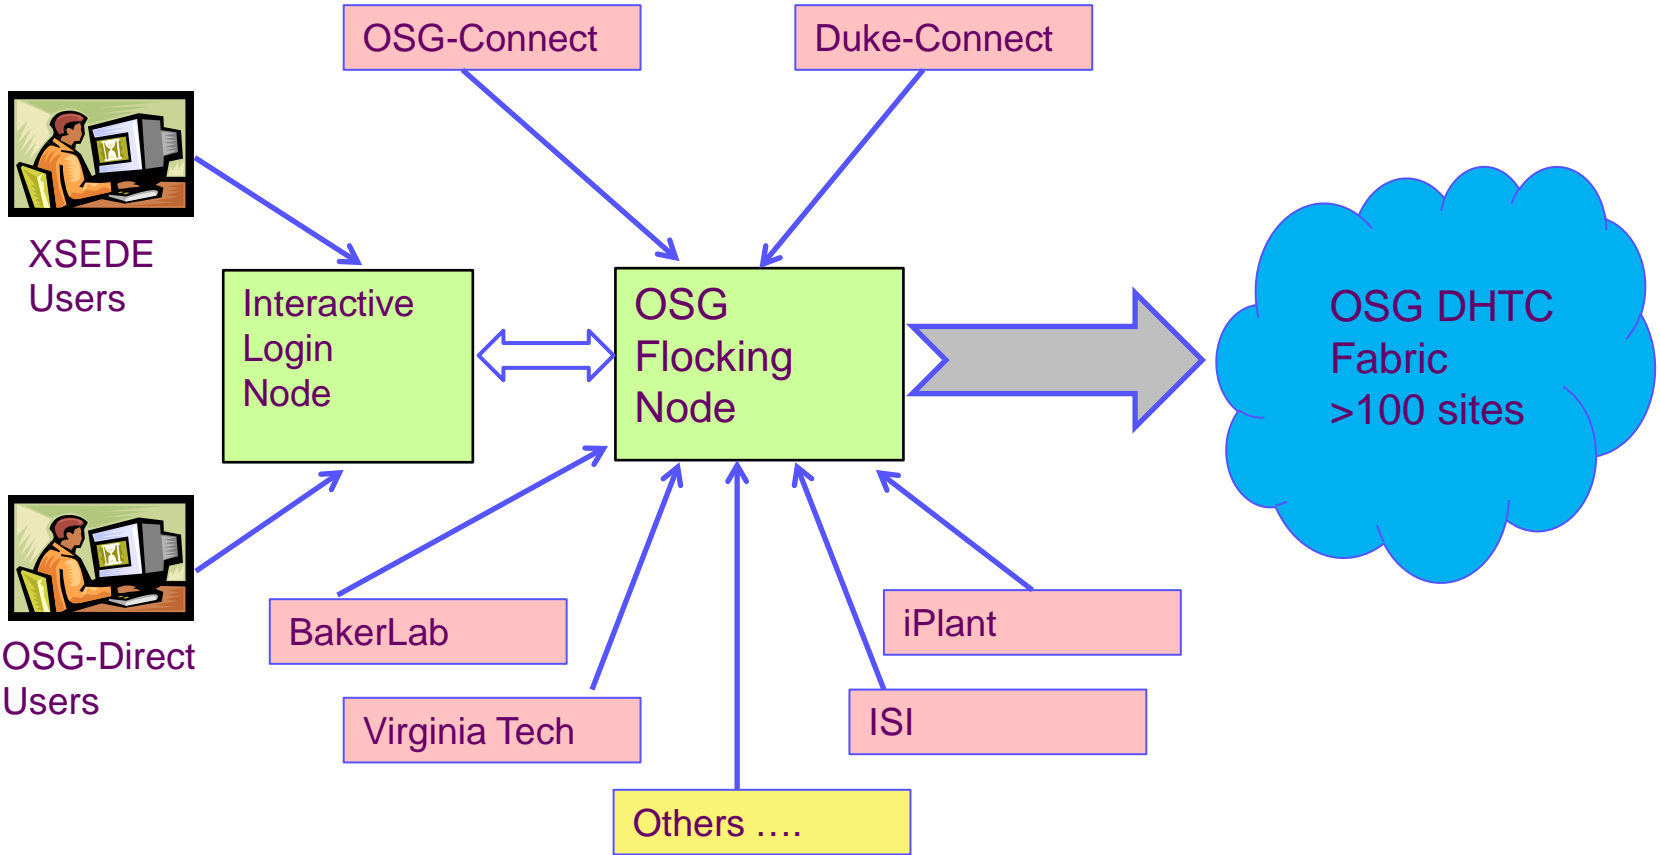 OSG-Connect
Duke-Connect
XSEDE
Users
Interactive
Login
Node
OSG
Flocking
Node
OSG DHTC
Fabric
>100 sites
OSG-Direct
Users
BakerLab
iPlant
Virginia Tech
ISI
Others ....